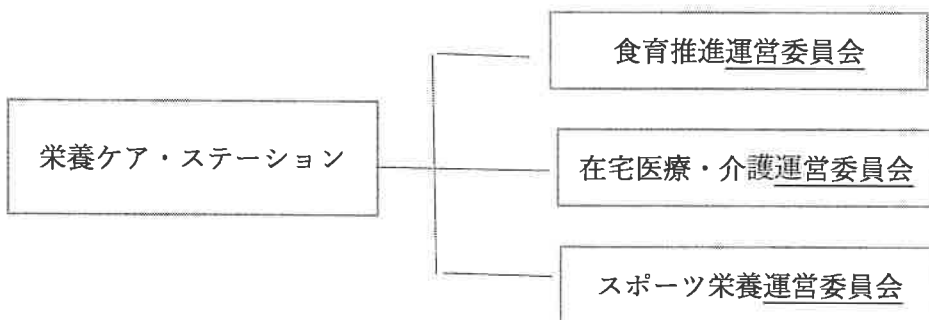 食育推進運営委員会
栄養ケア・ステーション
在宅医療・介護運営委員会
スポーツ栄養運営委員会